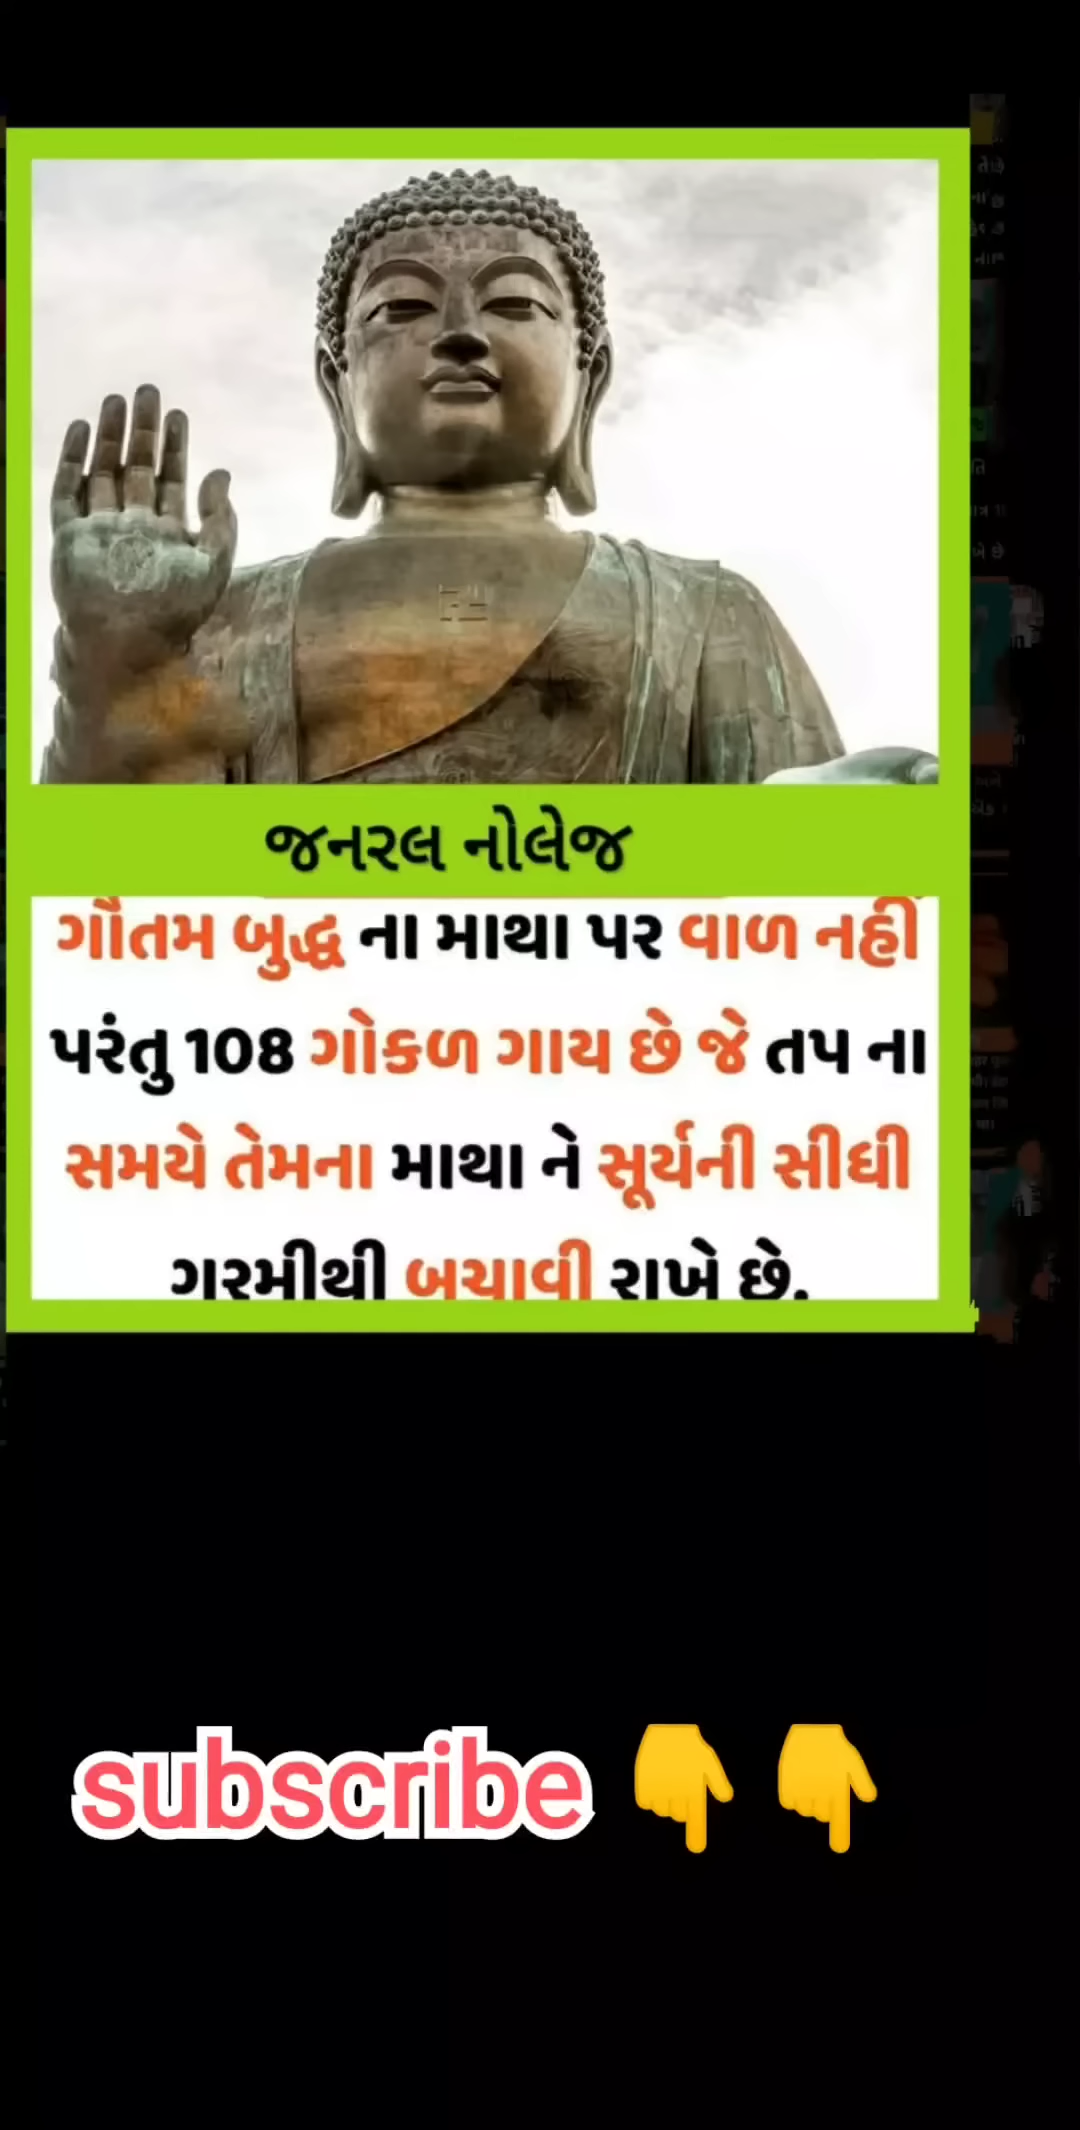 જનરલ નોલેજ
ગૌતમ બુદ્ધ ના માથા પર વાળ નહીં
પરંતુ 108 ગોકળ ગાય છે જે તપ ના
સમયે તેમના માથા ને સૂર્યની સીધી
ગરમીથી બચાવી રાખે છે.
subscribe